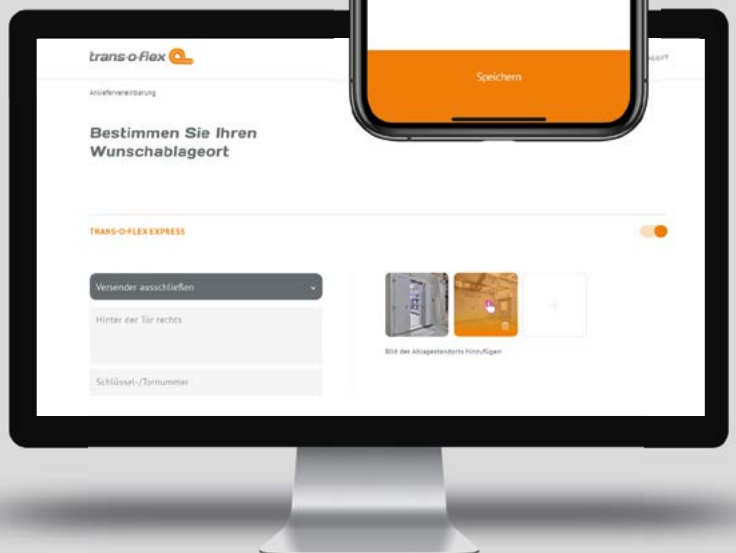 trans-o-flex
Speichern
Anliefervereinbarung
Bestimmen Sie Ihren
Wunschablageort
TRANS-O-FLEX EXPRESS
Versender ausschließen
Hinter der Tür rechts
Bild des Ablagestandorts hinzufügen
Schlüssel-/Tornummer